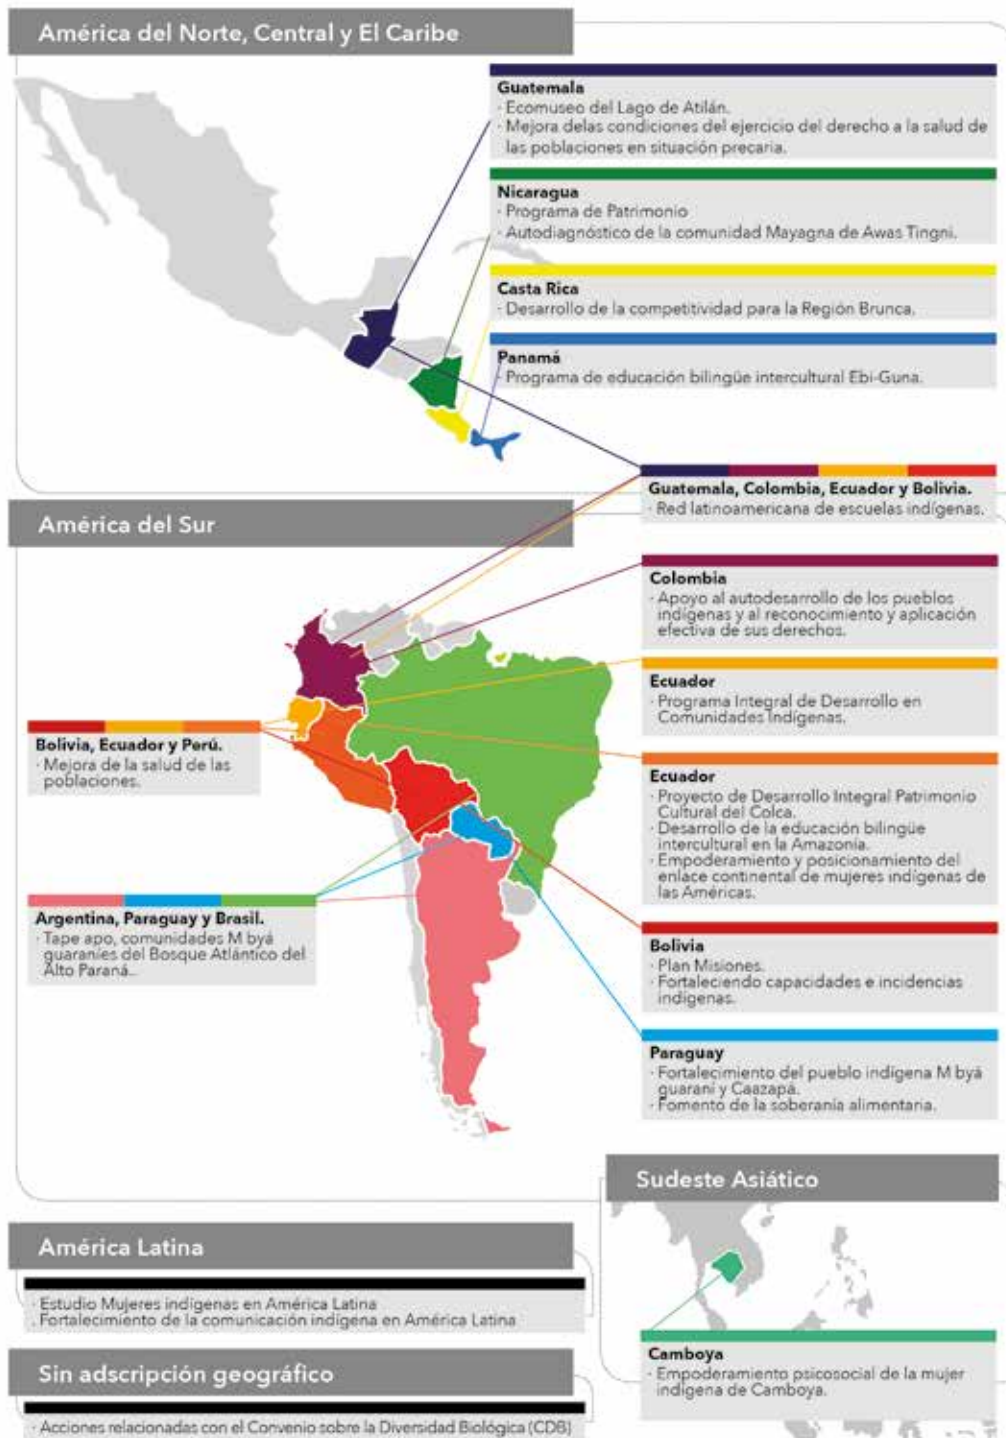 América del Norte, Central y El Caribe
Guatemala
· Ecomuseo del Lago de Atilán.
· Mejora delas condiciones del ejercicio del derecho a la salud de
las poblaciones en situación precaria.
Nicaragua
· Programa de Patrimonio
· Autodiagnóstico de la comunidad Mayagna de Awas Tingni.
Casta Rica
· Desarrollo de la competitividad para la Región Brunca.
Panamá
· Programa de educación bilingüe intercultural Ebi-Guna.
Guatemala, Colombia, Ecuador y Bolivia.
· Red latinoamericana de escuelas indígenas.
América del Sur
Colombia
· Apoyo al autodesarrollo de los pueblos
indígenas y al reconocimiento y aplicación
efectiva de sus derechos.
Ecuador
· Programa Integral de Desarrollo en
Comunidades Indígenas.
Bolivia, Ecuador y Perú.
· Mejora de la salud de las
poblaciones.
Ecuador
· Proyecto de Desarrollo Integral Patrimonio
Cultural del Colca.
· Desarrollo de la educación bilingüe
intercultural en la Amazonía.
· Empoderamiento y posicionamiento del
enlace continental de mujeres indígenas de
las Américas.
Argentina, Paraguay y Brasil.
· Tape apo, comunidades M byá
guaraníes del Bosque Atlántico del
Alto Paraná..
Bolivia
· Plan Misiones.
· Fortaleciendo capacidades e incidencias
indígenas.
Paraguay
· Fortalecimiento del pueblo indígena M byá
guaraní y Caazapá.
· Fomento de la soberanía alimentaria.
Sudeste Asiático
Camboya
· Empoderamiento psicosocial de la mujer
indígena de Camboya.
América Latina
· Estudio Mujeres indígenas en América Latina
. Fortalecimiento de la comunicación indígena en América Latina
Sin adscripción geográfico
· Acciones relacionadas con el Convenio sobre la Diversidad Biológica (CDB)